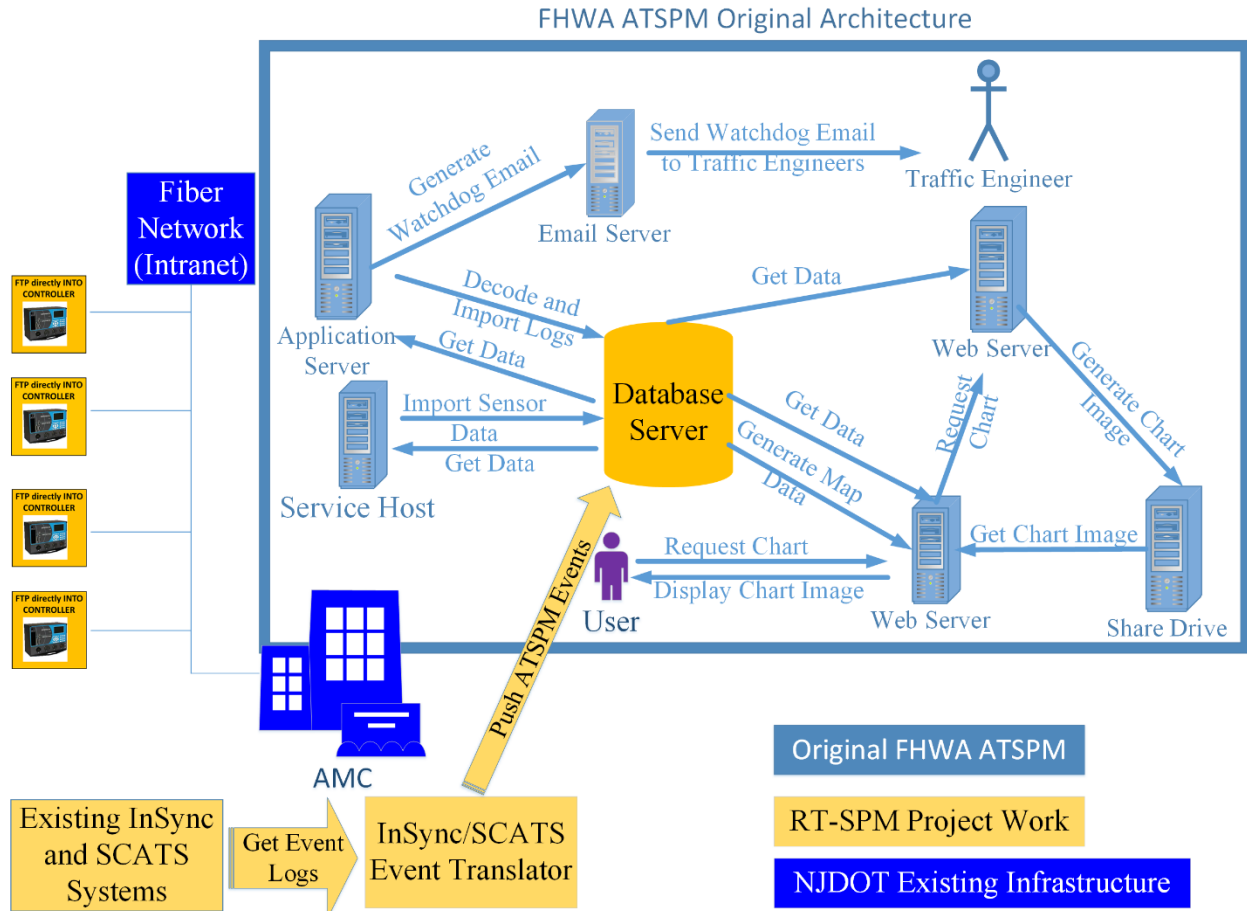 FHWA ATSPM Original Architecture
Fiber
Network
(Intranet)
FTP directly INTO
CONTROLLER
FTP directly INTO
CONTROLLER
FTP directly INTO
CONTROLLER
FTP directly INTO
CONTROLLER
Generate
Watchdog Email
Email Server
Send Watchdog Email
to Traffic Engineers
Traffic Engineer
Application
Server
Decode and
Import Logs
Get Data
Get Data
Web Server
Import Sensor
Data
Get Data
Service Host
Database
Server
Get Data
Generate Map
Data
Request
Chart
Generate Chart
Image
Request Chart
Display Chart Image
User
Web Server
Get Chart Image
Share Drive
Push ATSPM Events
AMC
Existing InSync
and SCATS
Systems
Get Event
Logs
InSync/SCATS
Event Translator
Original FHWA ATSPM
RT-SPM Project Work
NJDOT Existing Infrastructure